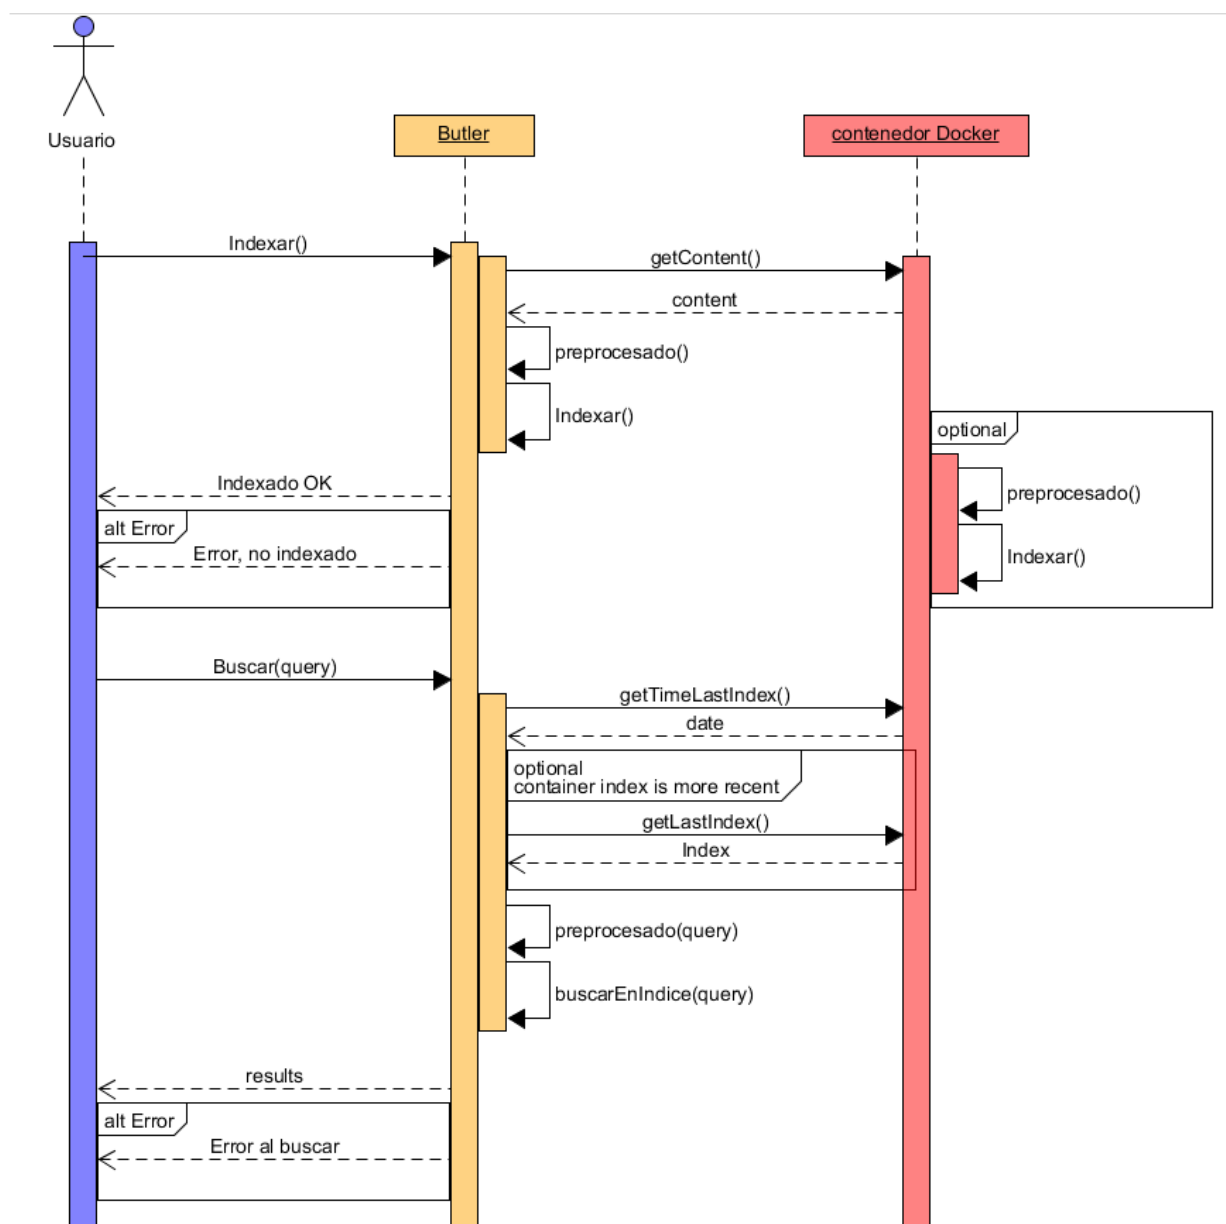 Usuario
Butler
contenedor Docker
Indexar()
getContent()
content
preprocesado()
Indexar()
optional
preprocesado()
Indexar()
Indexado OK
alt Error
Error, no indexado
Buscar(query)
getTimeLastIndex()
date
optional
container index is more recent
getLastIndex()
Index
preprocesado(query)
buscarEnIndice(query)
results
alt Error
Error al buscar